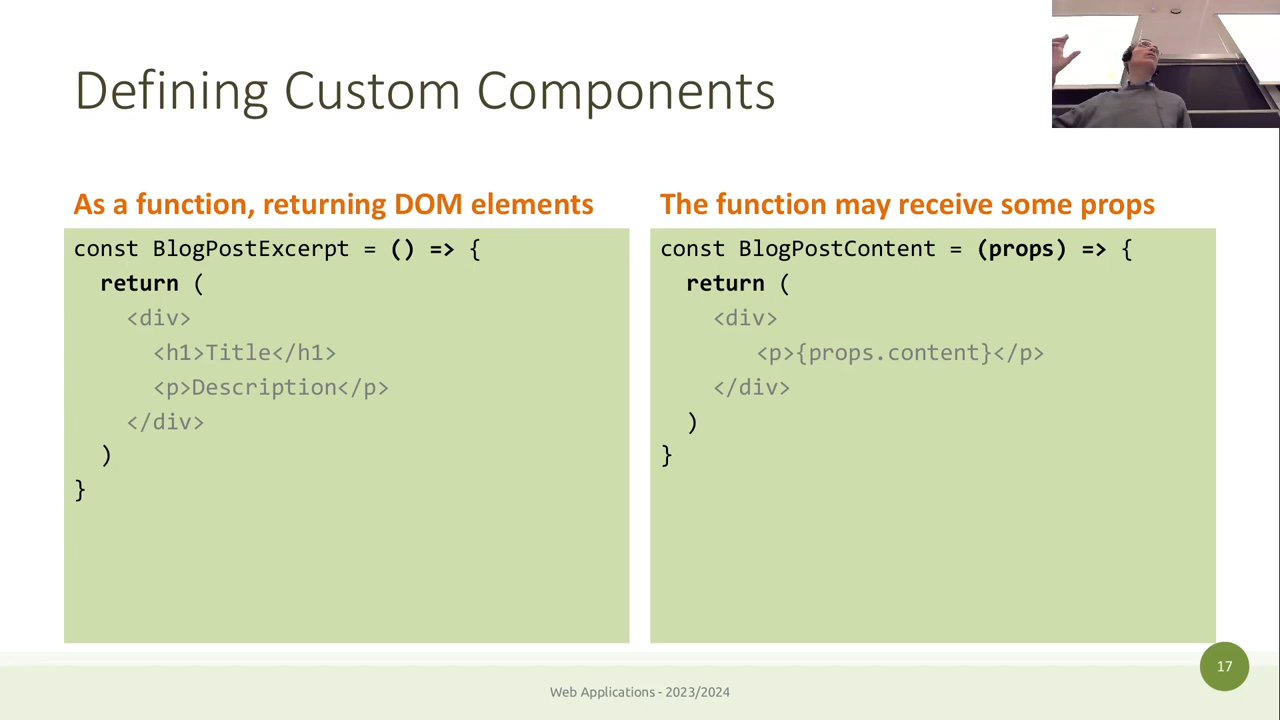 Defining Custom Components
As a function, returning DOM elements
const BlogPostExcerpt = () => {
  return (
    <div>
      <h1>Title</h1>
      <p>Description</p>
    </div>
  )
}
The function may receive some props
const BlogPostContent = (props) => {
  return (
    <div>
       <p>{props.content}</p>
    </div>
  )
}
17
Web Applications - 2023/2024